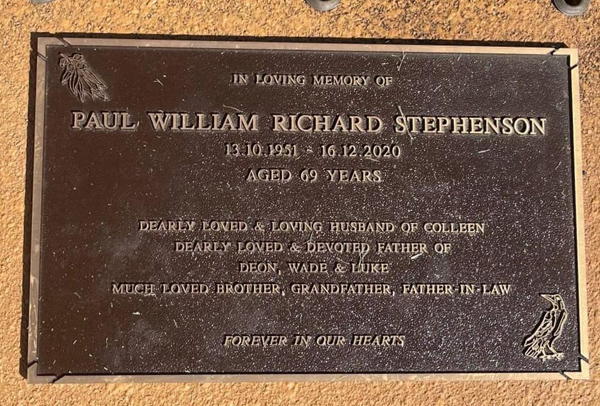 IN LOVING MEMORY OF
PAUL WILLIAM RICHARD STEPHENSON
13.10.1951 - 16.12.2020
AGED 69 YEARS
DEARLY LOVED & LOVING HUSBAND OF COLLEEN
DEARLY LOVED & DEVOTED FATHER OF
DEON, WADE & LUKE
MUCH LOVED BROTHER, GRANDFATHER, FATHER-IN-LAW
FOREVER IN OUR HEARTS